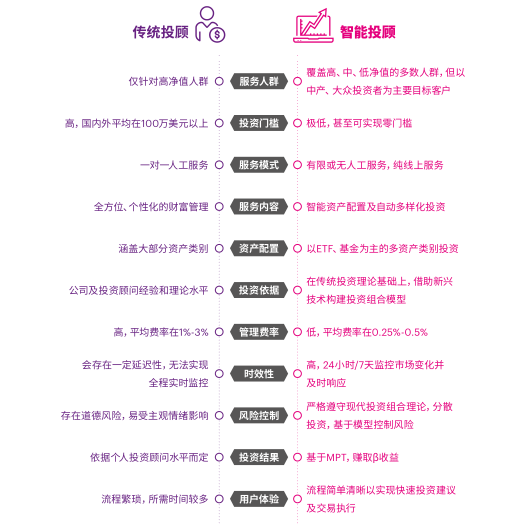 传统投顾 智能投顾
仅针对高净值人群 服务人群 覆盖高、中、低净值的多数人群，但以
中产、大众投资者为主要目标客户
高，国内外平均在100万美元以上 投资门槛 极低，甚至可实现零门槛
一对一人工服务 服务模式 有限或无人工服务，纯线上服务
全方位、个性化的财富管理 服务内容 智能资产配置及自动多样化投资
涵盖大部分资产类别 资产配置 以ETF、基金为主的多资产类别投资
公司及投资顾问经验和理论水平 投资依据 在传统投资理论基础上，借助新兴
技术构建投资组合模型
高，平均费率在1%-3% 管理费率 低，平均费率在0.25%-0.5%
会存在一定延迟性，无法实现
全程实时监控 时效性 高，24小时/7天监控市场变化并
及时响应
存在道德风险，易受主观情绪影响 风险控制 严格遵守现代投资组合理论，分散
投资，基于模型控制风险
依据个人投资顾问水平而定 投资结果 基于MPT，赚取β收益
流程繁琐，所需时间较多 用户体验 流程简单清晰以实现快速投资建议
及交易执行